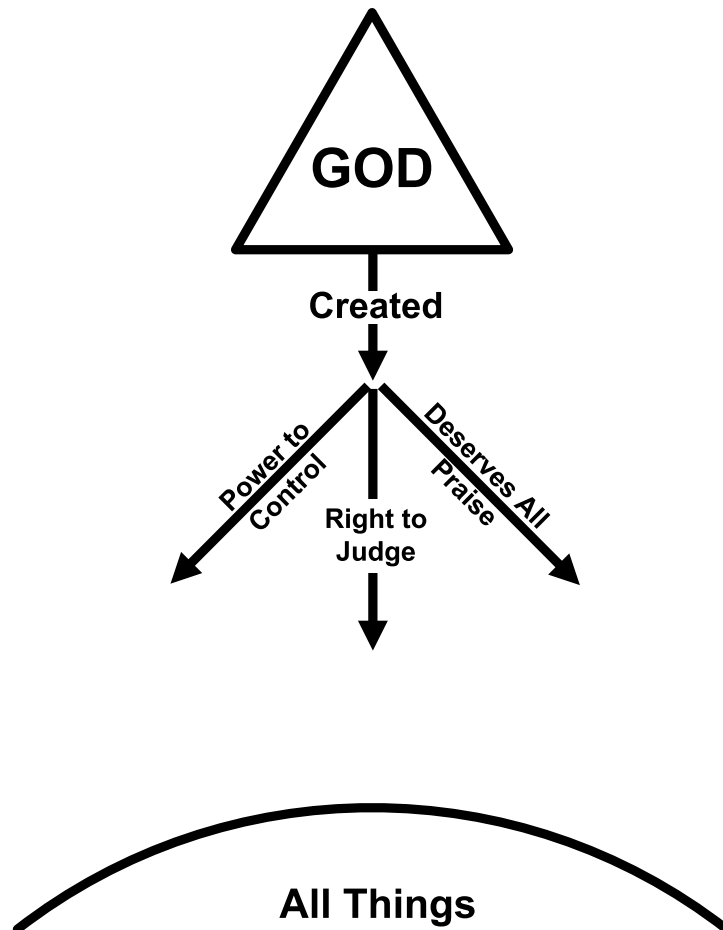 GOD
Created
Power to
Control
Right to
Judge
Deserves All
Praise
All Things